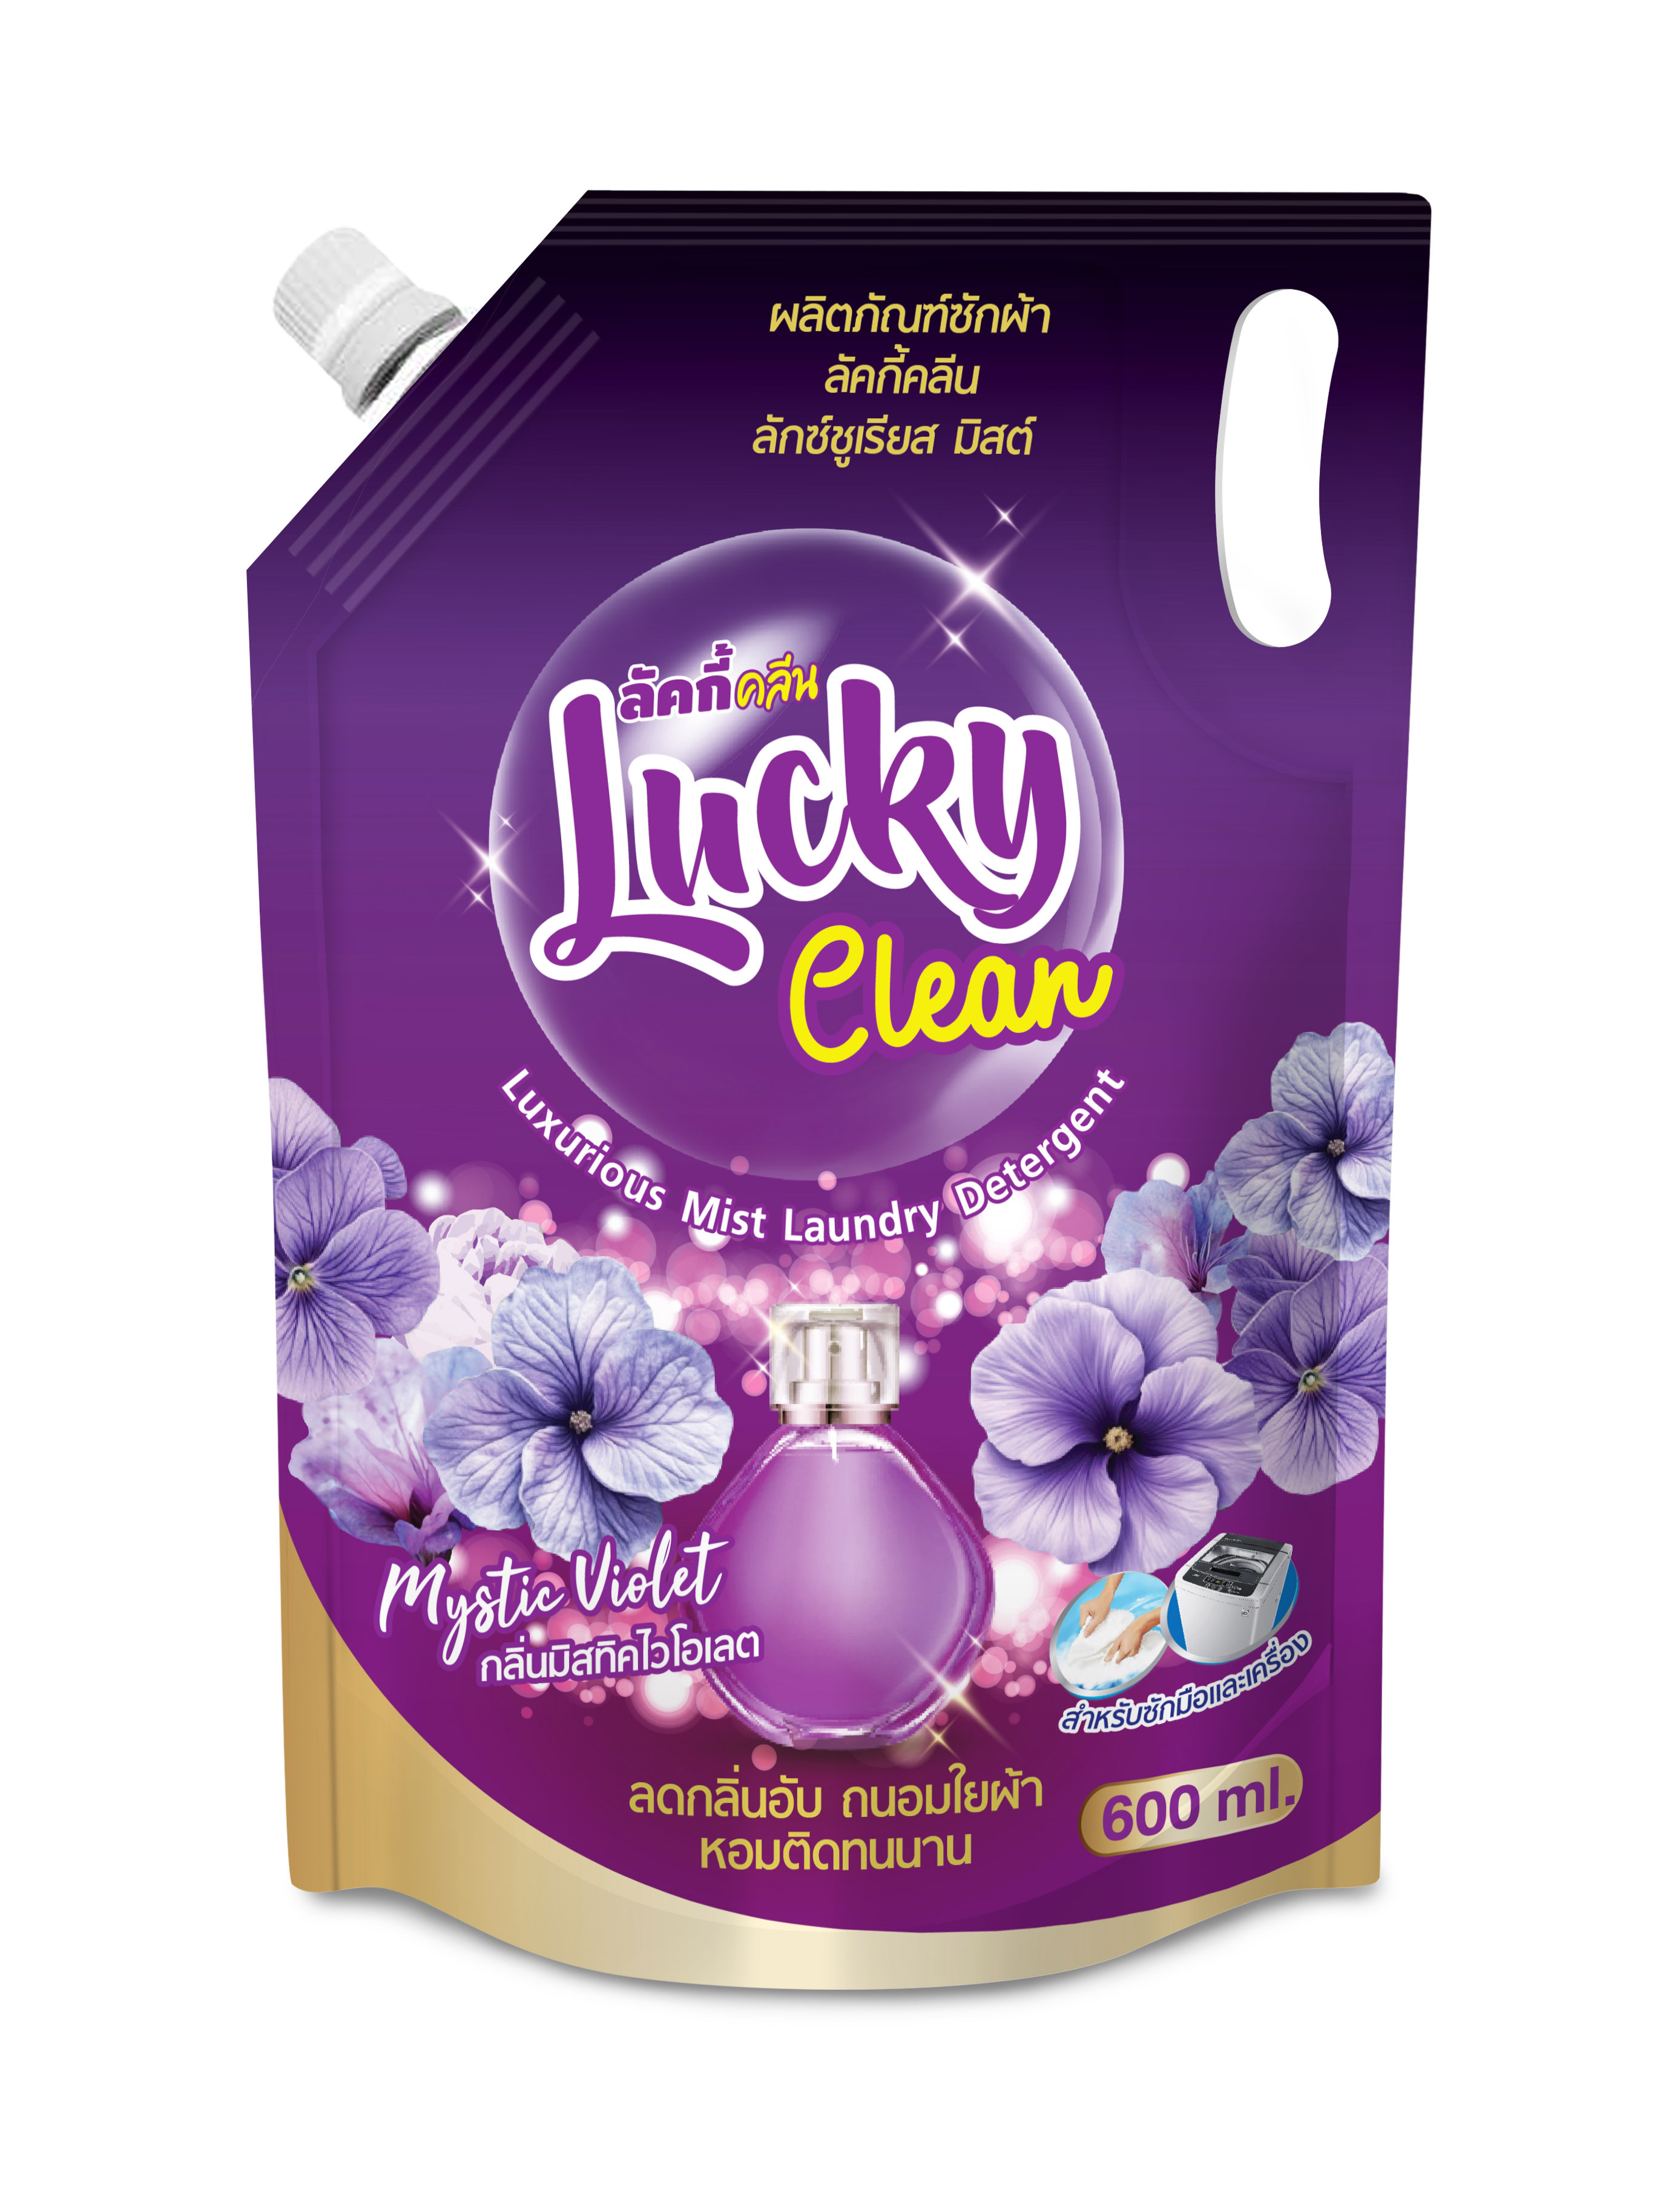 ผลิตภัณฑ์ซักผ้า
ลัคกี้คลีน
ลักซ์ชูเรียส มิสต์
ลัคกี้คลีน
Lucky
Clean
Luxurious Mist Laundry Detergent
Mystic Violet
กลิ่นมิสทิคไวโอเลต
สำหรับซักมือและเครื่อง
ลดกลิ่นอับ ถนอมใยผ้า
หอมติดทนนาน
600 ml.